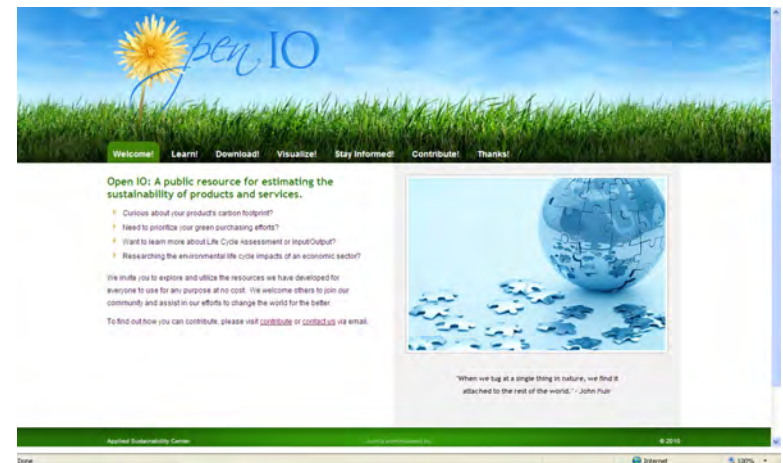 Open IO
Welcome! Learn! Download! Visualize! Stay Informed! Contribute! Thanks!
Open IO: A public resource for estimating the
sustainability of products and services.
Curious about your product's carbon footprint?
Need to prioritize your green purchasing efforts?
Want to learn more about Life Cycle Assessment or Input/Output?
Researching the environmental life cycle impacts of an economic sector?
We invite you to explore and utilize the resources we have developed for
everyone to use for any purpose at no cost. We welcome others to join our
community and assist in our efforts to change the world for the better.
To find out how you can contribute, please visit contribute or contact us via email.
"When we tug at a single thing in nature, we find it
attached to the rest of the world." - John Muir
Applied Sustainability Center
© 2010
Done
Internet
100%